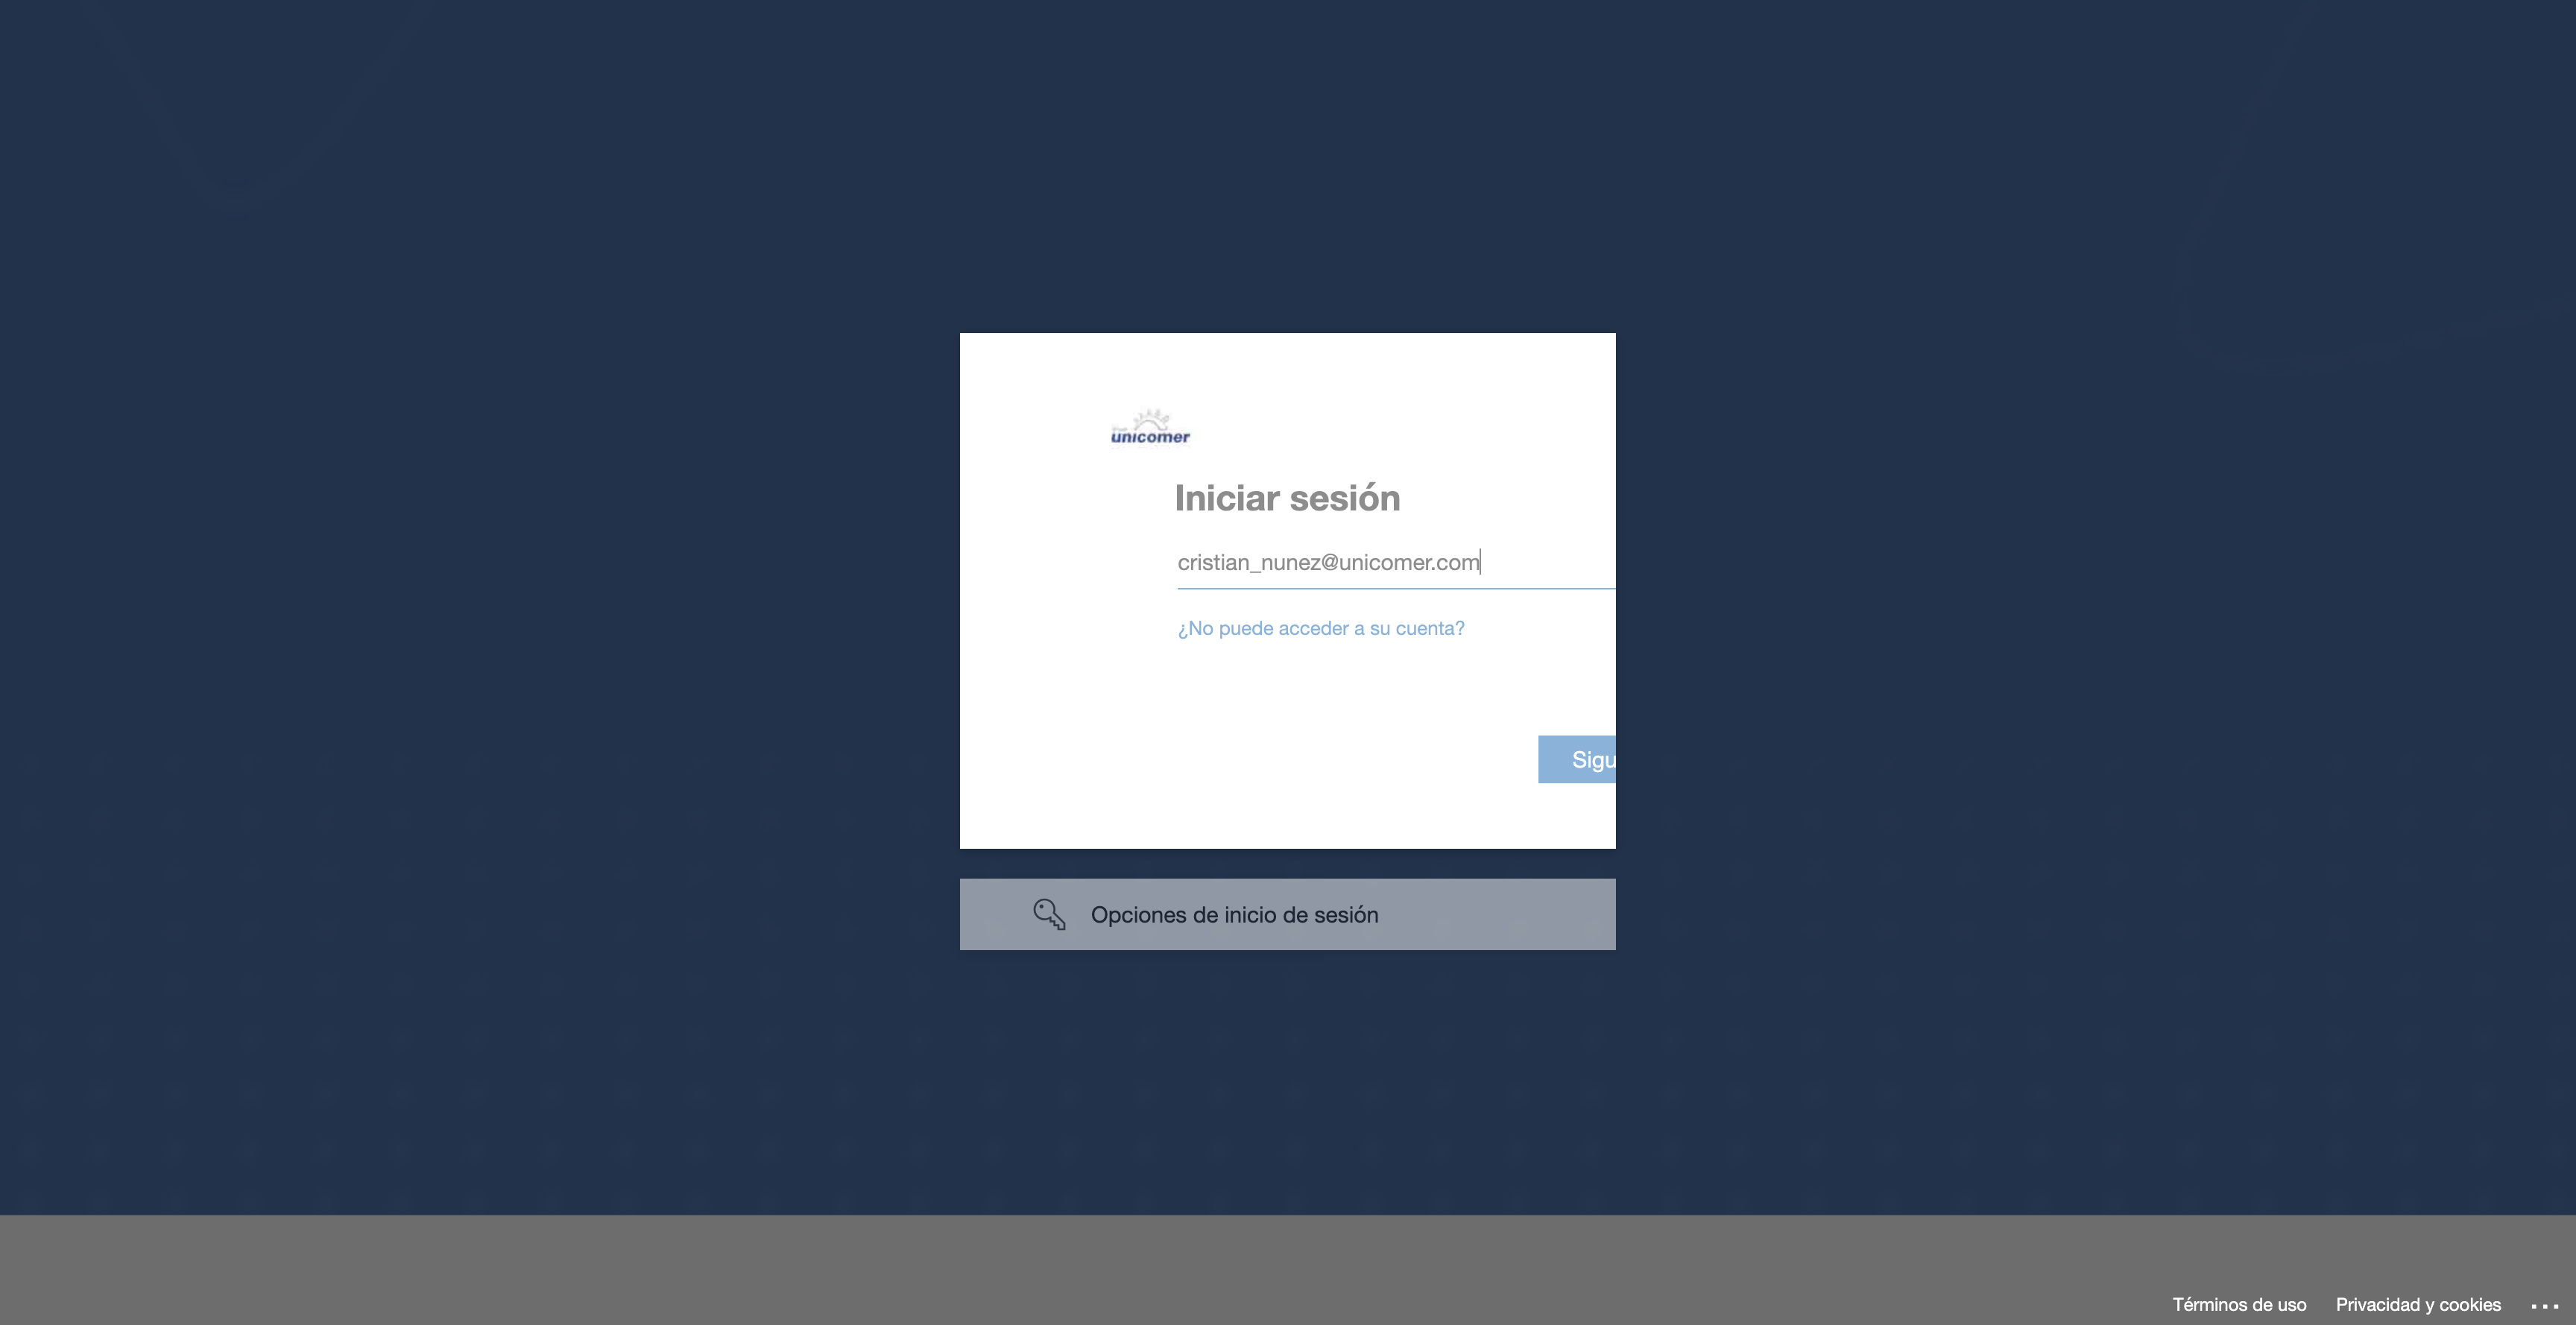 unicomer
Iniciar sesión
cristian_nunez@unicomer.com
¿No puede acceder a su cuenta?
Sigu
Opciones de inicio de sesión
Términos de uso Privacidad y cookies ...